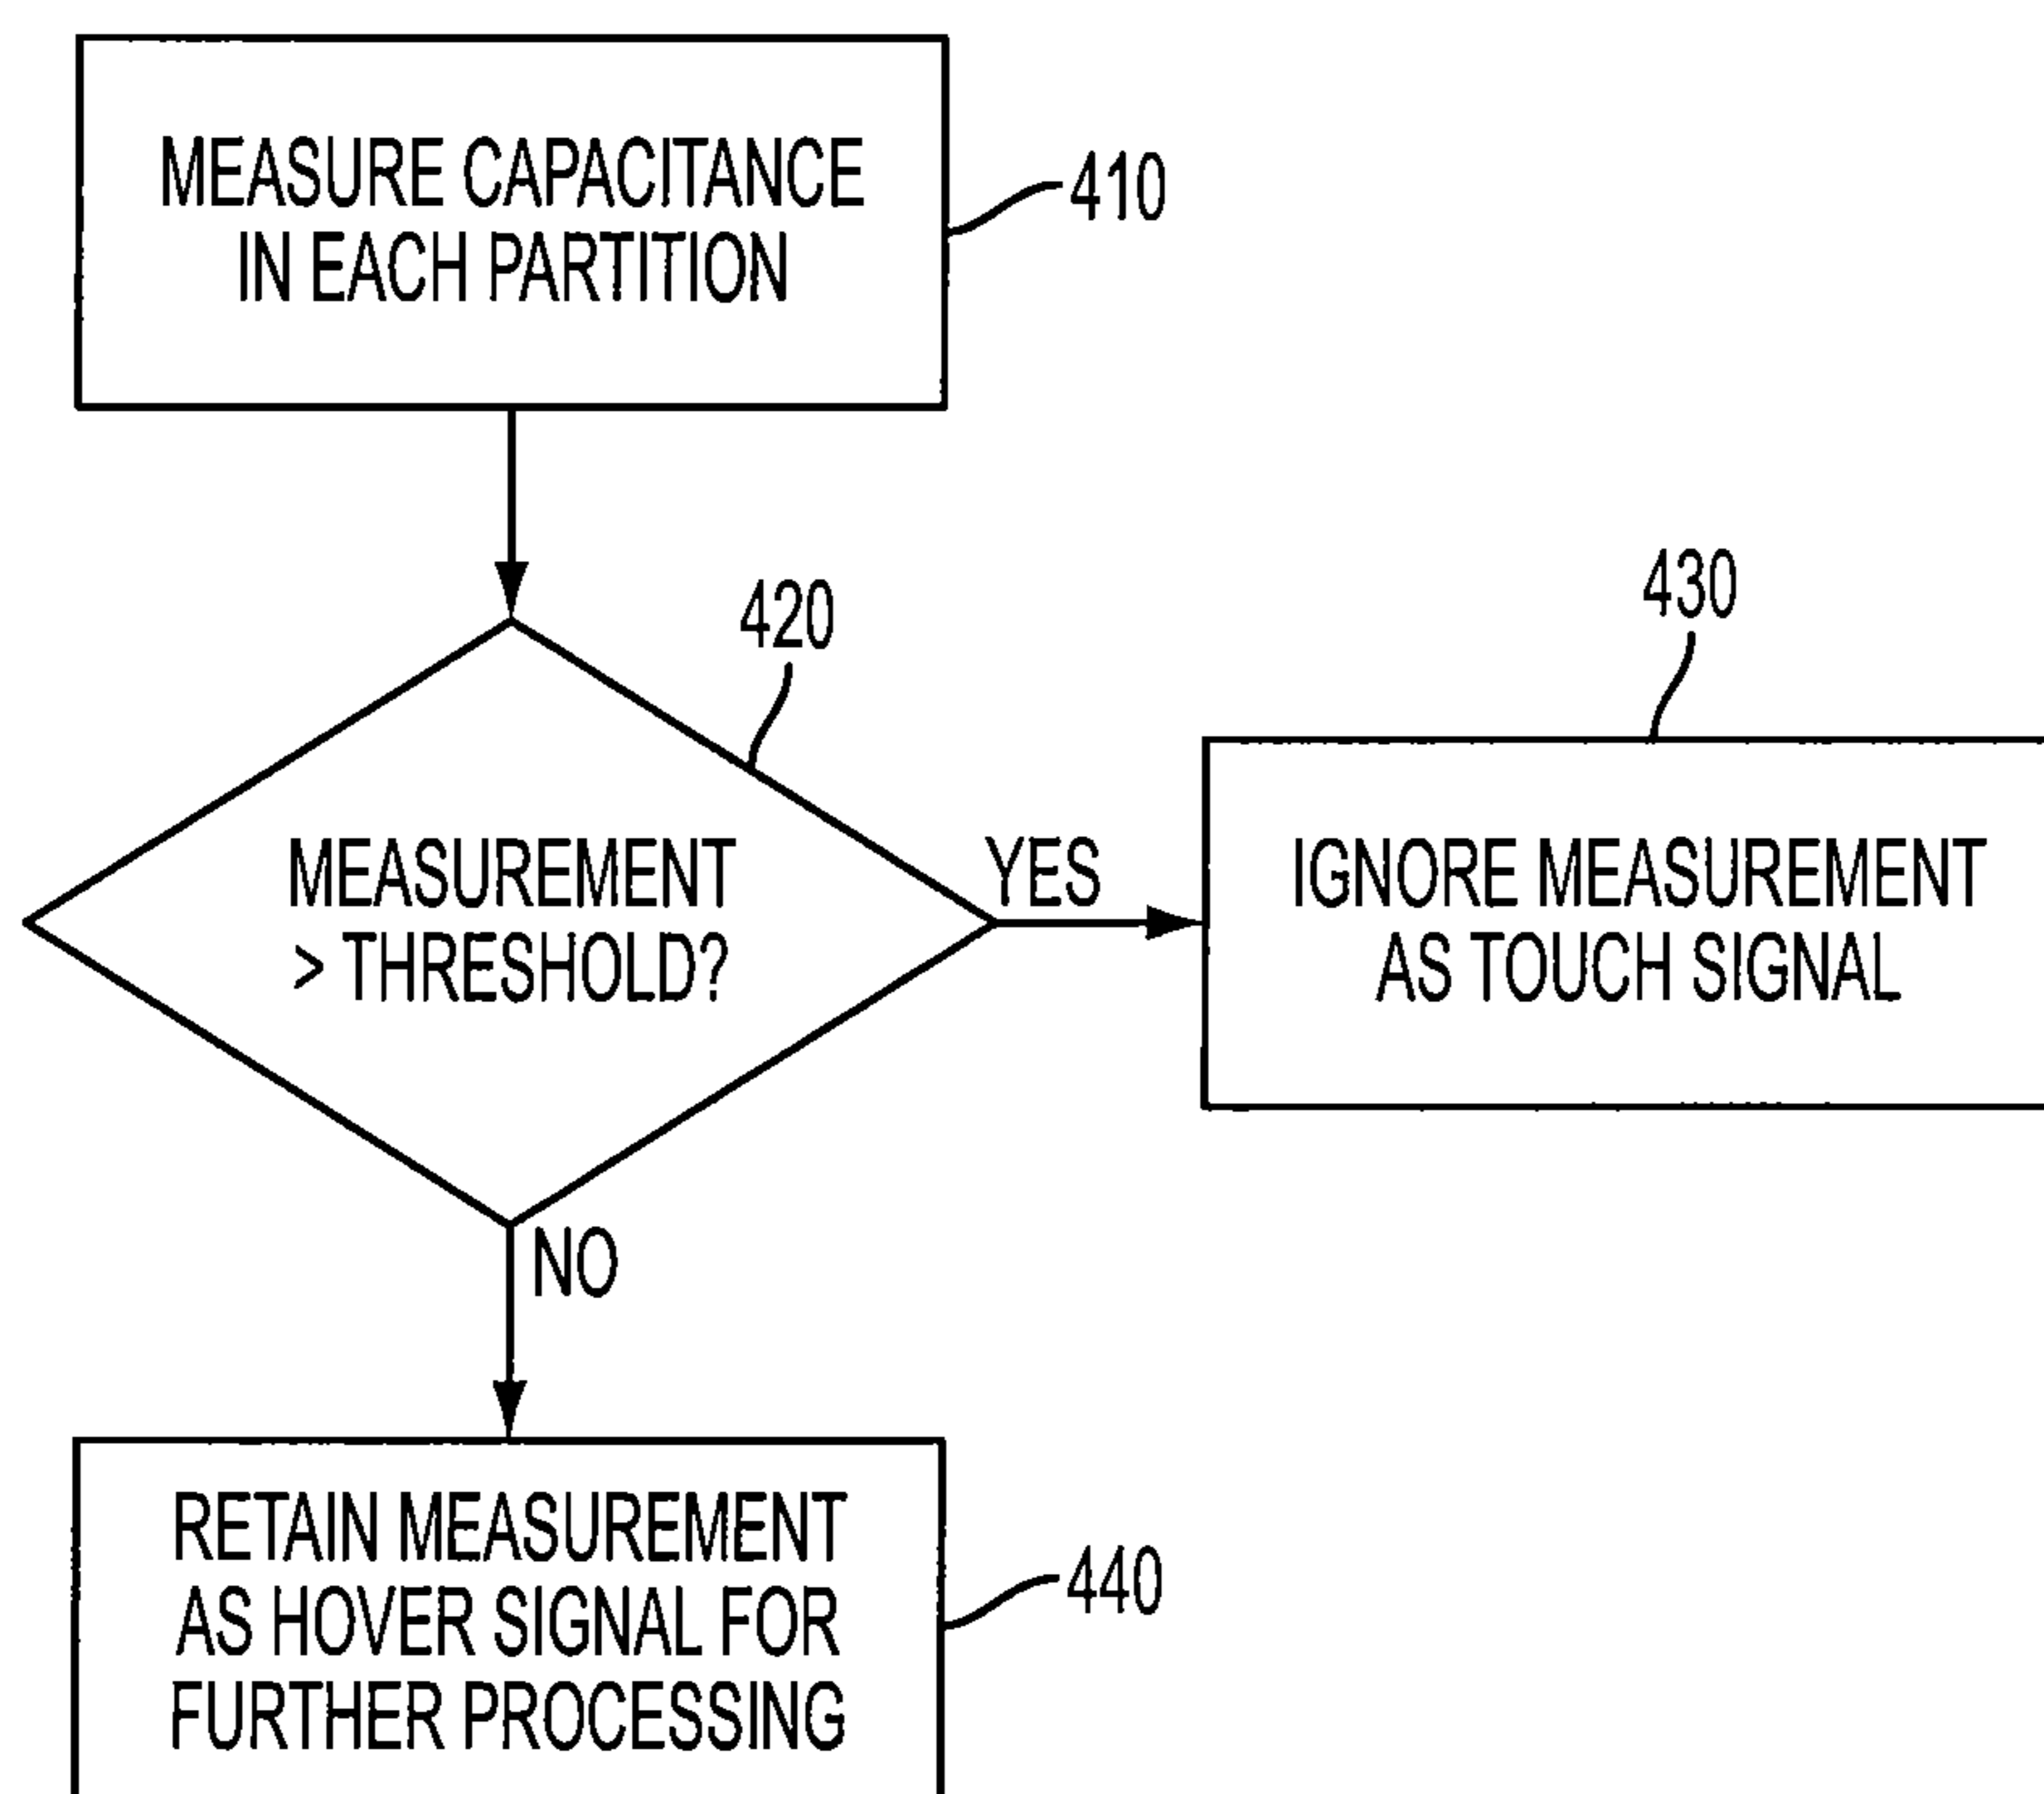 MEASURE CAPACITANCE
IN EACH PARTITION
410
420
MEASUREMENT
> THRESHOLD?
YES
430
IGNORE MEASUREMENT
AS TOUCH SIGNAL
NO
RETAIN MEASUREMENT
AS HOVER SIGNAL FOR
FURTHER PROCESSING
440